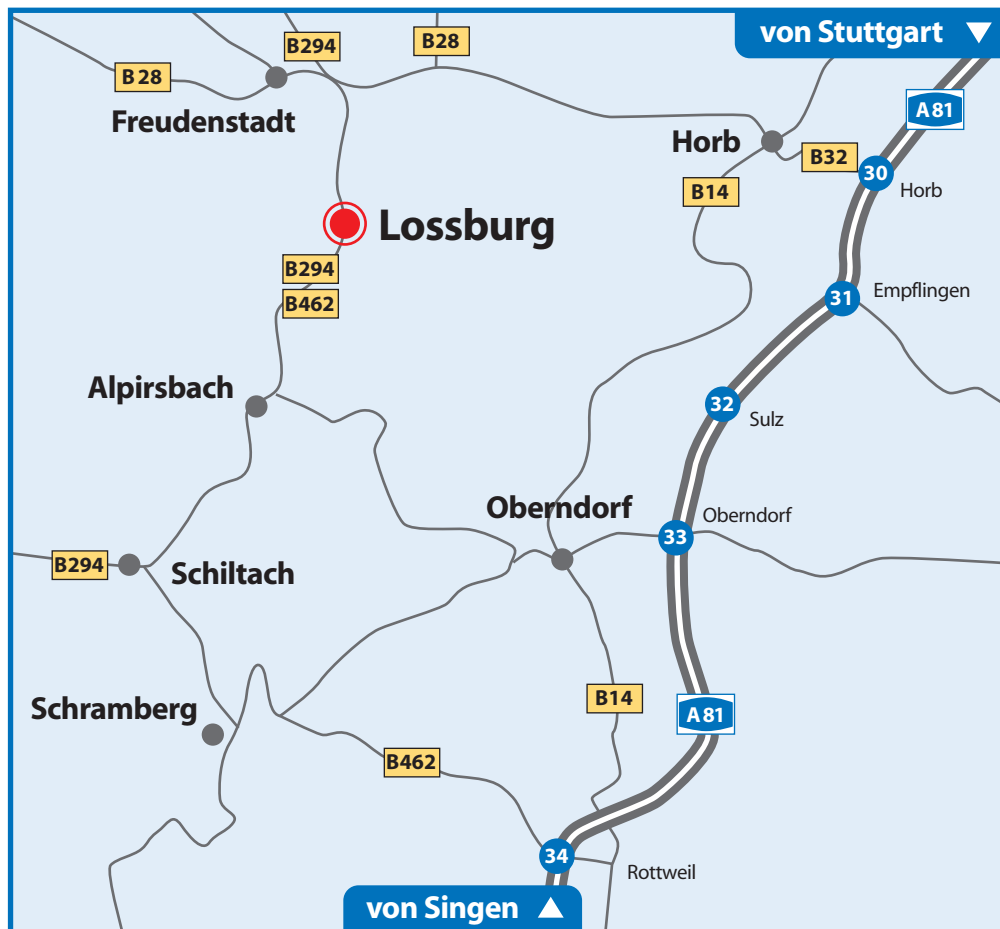 von Stuttgart
B294
B28
B28
A81
Freudenstadt
Horb
B32
30
Horb
B14
Lossburg
B294
B462
31
Empflingen
Alpirsbach
32
Sulz
Oberndorf
33
Oberndorf
B294
Schiltach
Schramberg
B14
A81
B462
34
Rottweil
von Singen